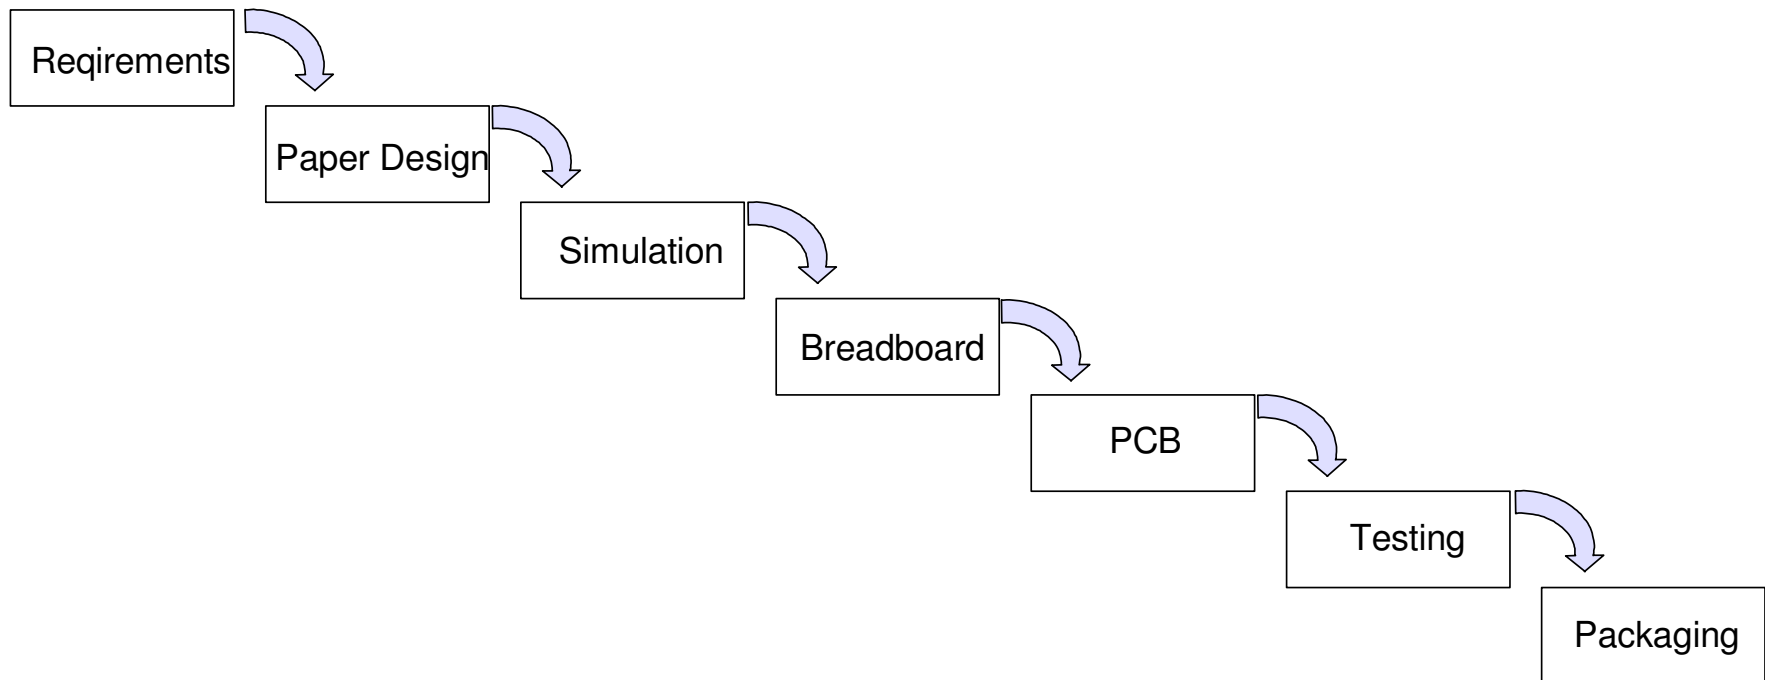 Reqirements
Paper Design
Simulation
Breadboard
PCB
Testing
Packaging